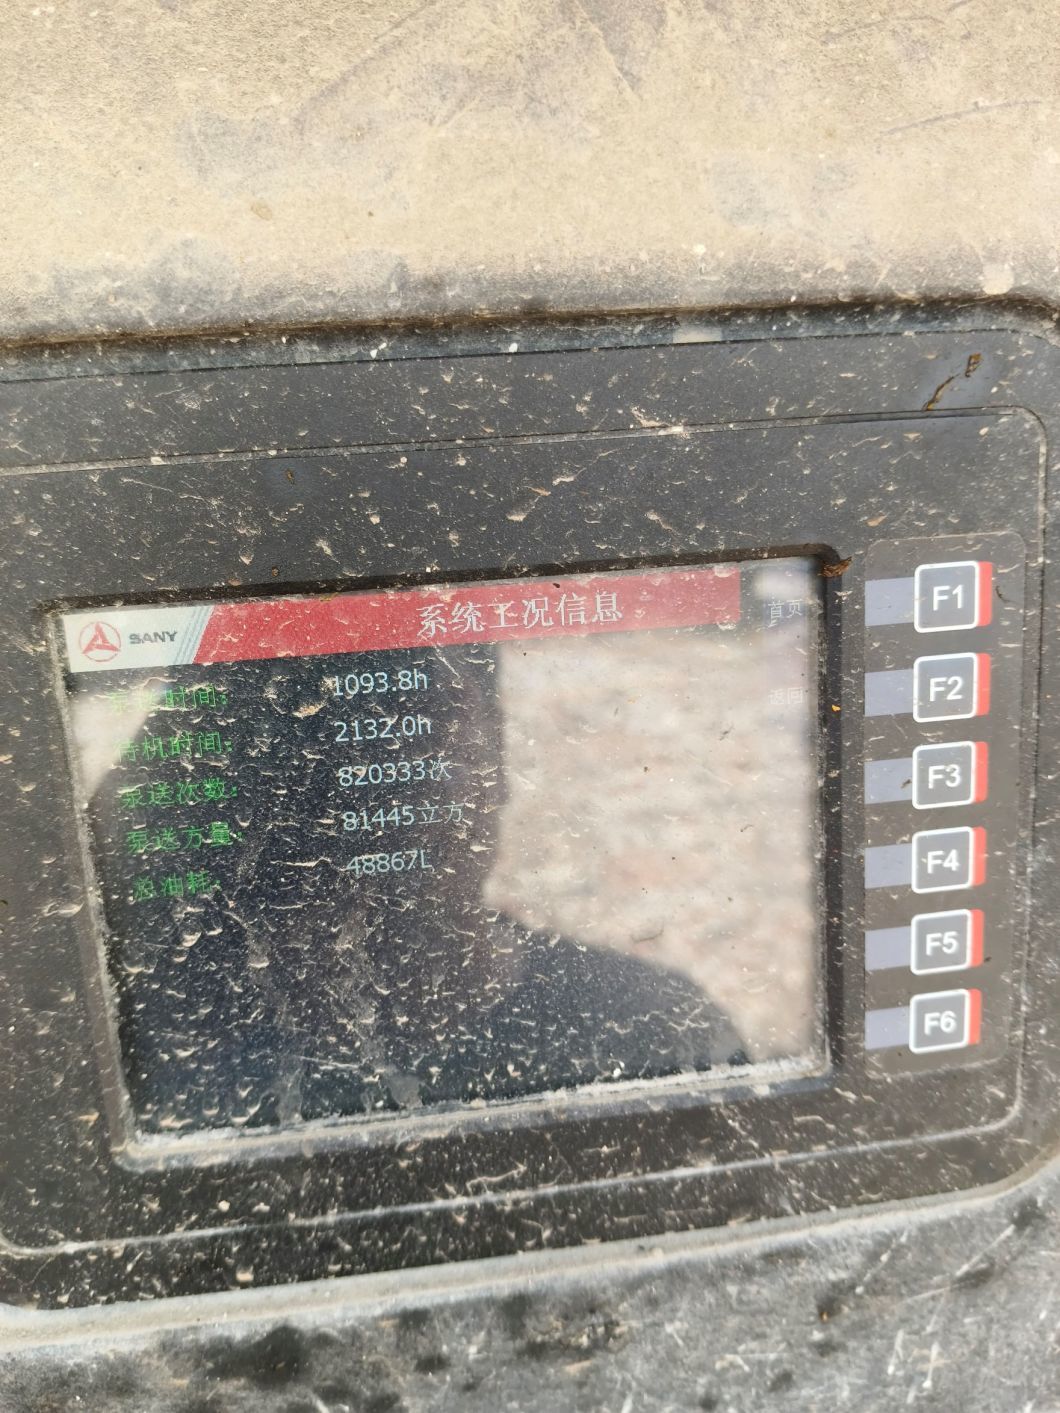 SANY
系统工况信息
首页
泵送时间: 1093.8h
返回
待机时间: 2132.0h
泵送次数: 820333次
泵送方量: 81445立方
总油耗: 48867L
F1
F2
F3
F4
F5
F6